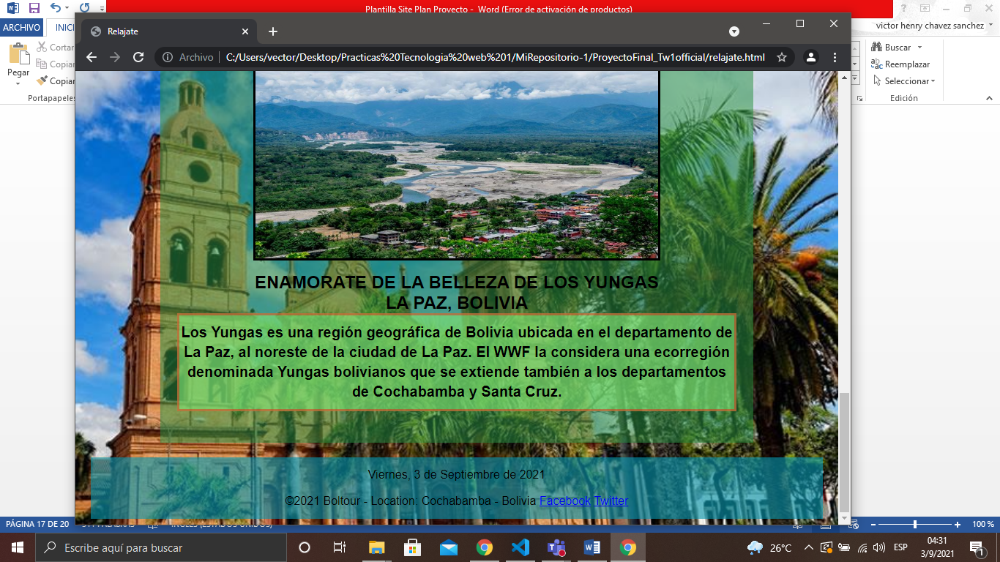 Plantilla Site Plan Proyecto - Word (Error de activación de productos)
ARCHIVO
INICI
victor henry chavez sanchez
Pegar
Cortar
Copiar
Copiar
Portapapeles
Buscar
Reemplazar
Seleccionar
Edición
Relajate
Archivo
C:/Users/vector/Desktop/Practicas%20Tecnologia%20web%201/MiRepositorio-1/ProyectoFinal_Tw1official/relajate.html
ENAMORATE DE LA BELLEZA DE LOS YUNGAS
LA PAZ, BOLIVIA
Los Yungas es una región geográfica de Bolivia ubicada en el departamento de
La Paz, al noreste de la ciudad de La Paz. El WWF la considera una ecorregión
denominada Yungas bolivianos que se extiende también a los departamentos
de Cochabamba y Santa Cruz.
Viernes, 3 de Septiembre de 2021
©2021 Boltour - Location: Cochabamba - Bolivia Facebook Twitter
PÁGINA 17 DE 20
INGLÉS (ESTADOS UNIDOS)
100 %
Escribe aquí para buscar
26°C
ESP
04:31
3/9/2021
1